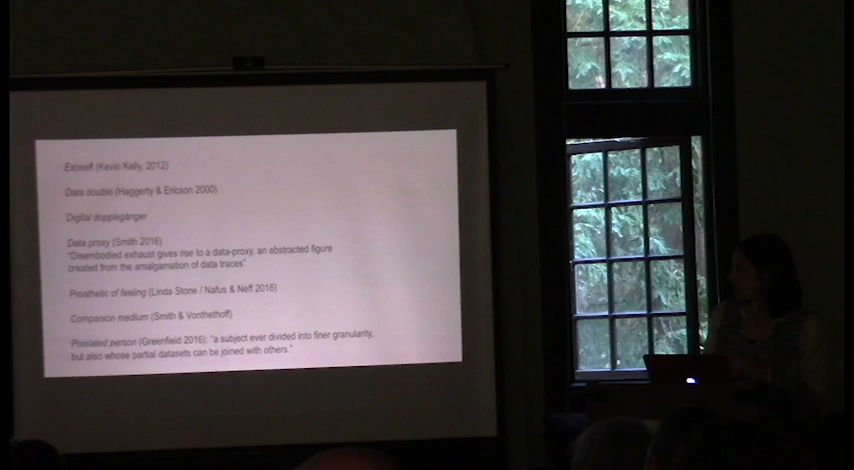 Exoself (Kevin Kelly, 2012)
Data double (Haggerty & Ericson 2000)
Digital dopplegänger
Data proxy (Smith 2016)
"Disembodied exhaust gives rise to a data-proxy, an abstracted figure
created from the amalgamation of data traces"
Prosthetic of feeling (Linda Stone / Nafus & Neff 2016)
Companion medium (Smith & Vonthethoff)
Pixelated person (Greenfield 2016): "a subject ever divided into finer granularity,
but also whose partial datasets can be joined with others."